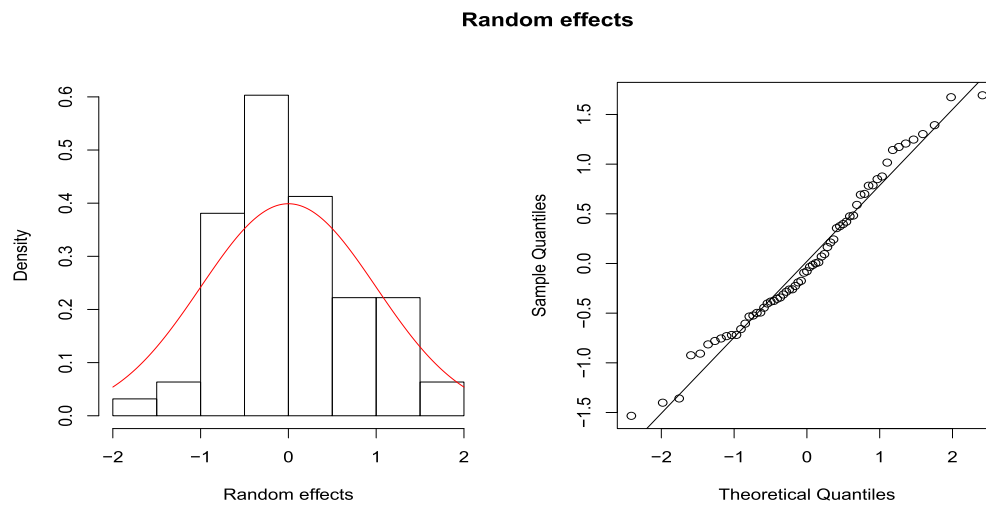 Random effects
Density
0.0 0.1 0.2 0.3 0.4 0.5 0.6
−2 −1 0 1 2
Random effects
Sample Quantiles
−1.5 −1.0 −0.5 0.0 0.5 1.0 1.5
−2 −1 0 1 2
Theoretical Quantiles